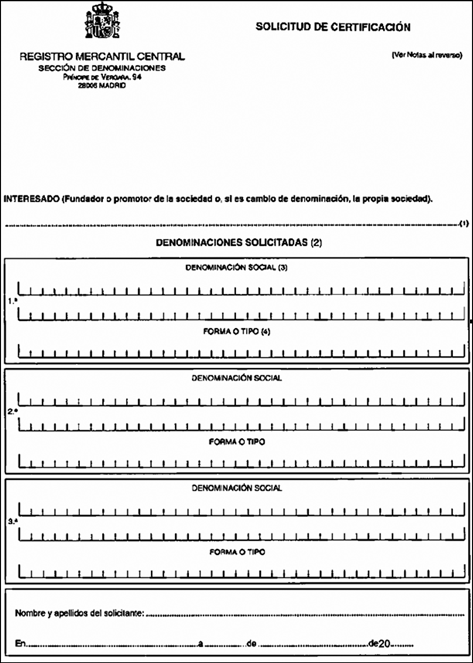 SOLICITUD DE CERTIFICACIÓN
REGISTRO MERCANTIL CENTRAL
SECCIÓN DE DENOMINACIONES
PRÍNCIPE DE VERGARA, 94
28006 MADRID
(Ver Notas al reverso)
INTERESADO (Fundador o promotor de la sociedad o, si es cambio de denominación, la propia sociedad).
(1)
DENOMINACIONES SOLICITADAS (2)
DENOMINACIÓN SOCIAL (3)
1.ª
FORMA O TIPO (4)
DENOMINACIÓN SOCIAL
2.ª
FORMA O TIPO
DENOMINACIÓN SOCIAL
3.ª
FORMA O TIPO
Nombre y apellidos del solicitante:
En a de de 20